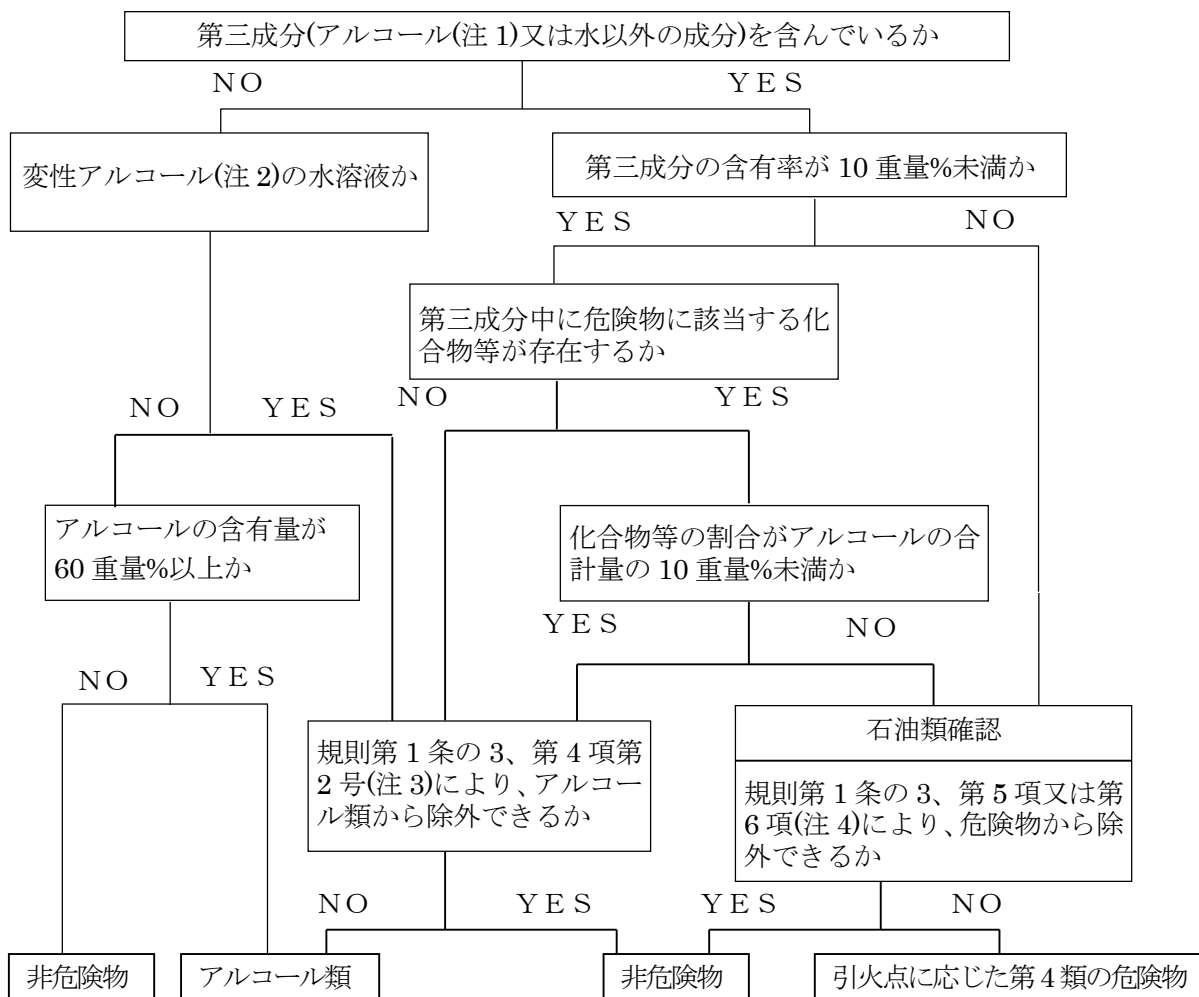 第三成分(アルコール(注1)又は水以外の成分)を含んでいるか
NO
YES
変性アルコール(注2)の水溶液か
第三成分の含有率が10重量%未満か
YES
NO
第三成分中に危険物に該当する化
合物等が存在するか
NO
YES
NO
YES
アルコールの含有量が
60重量%以上か
化合物等の割合がアルコールの合
計量の10重量%未満か
YES
NO
NO
YES
規則第1条の3、第4項第
2号(注3)により、アルコー
ル類から除外できるか
石油類確認
規則第1条の3、第5項又は第
6項(注4)により、危険物から除
外できるか
NO
YES
YES
NO
非危険物
アルコール類
非危険物
引火点に応じた第4類の危険物